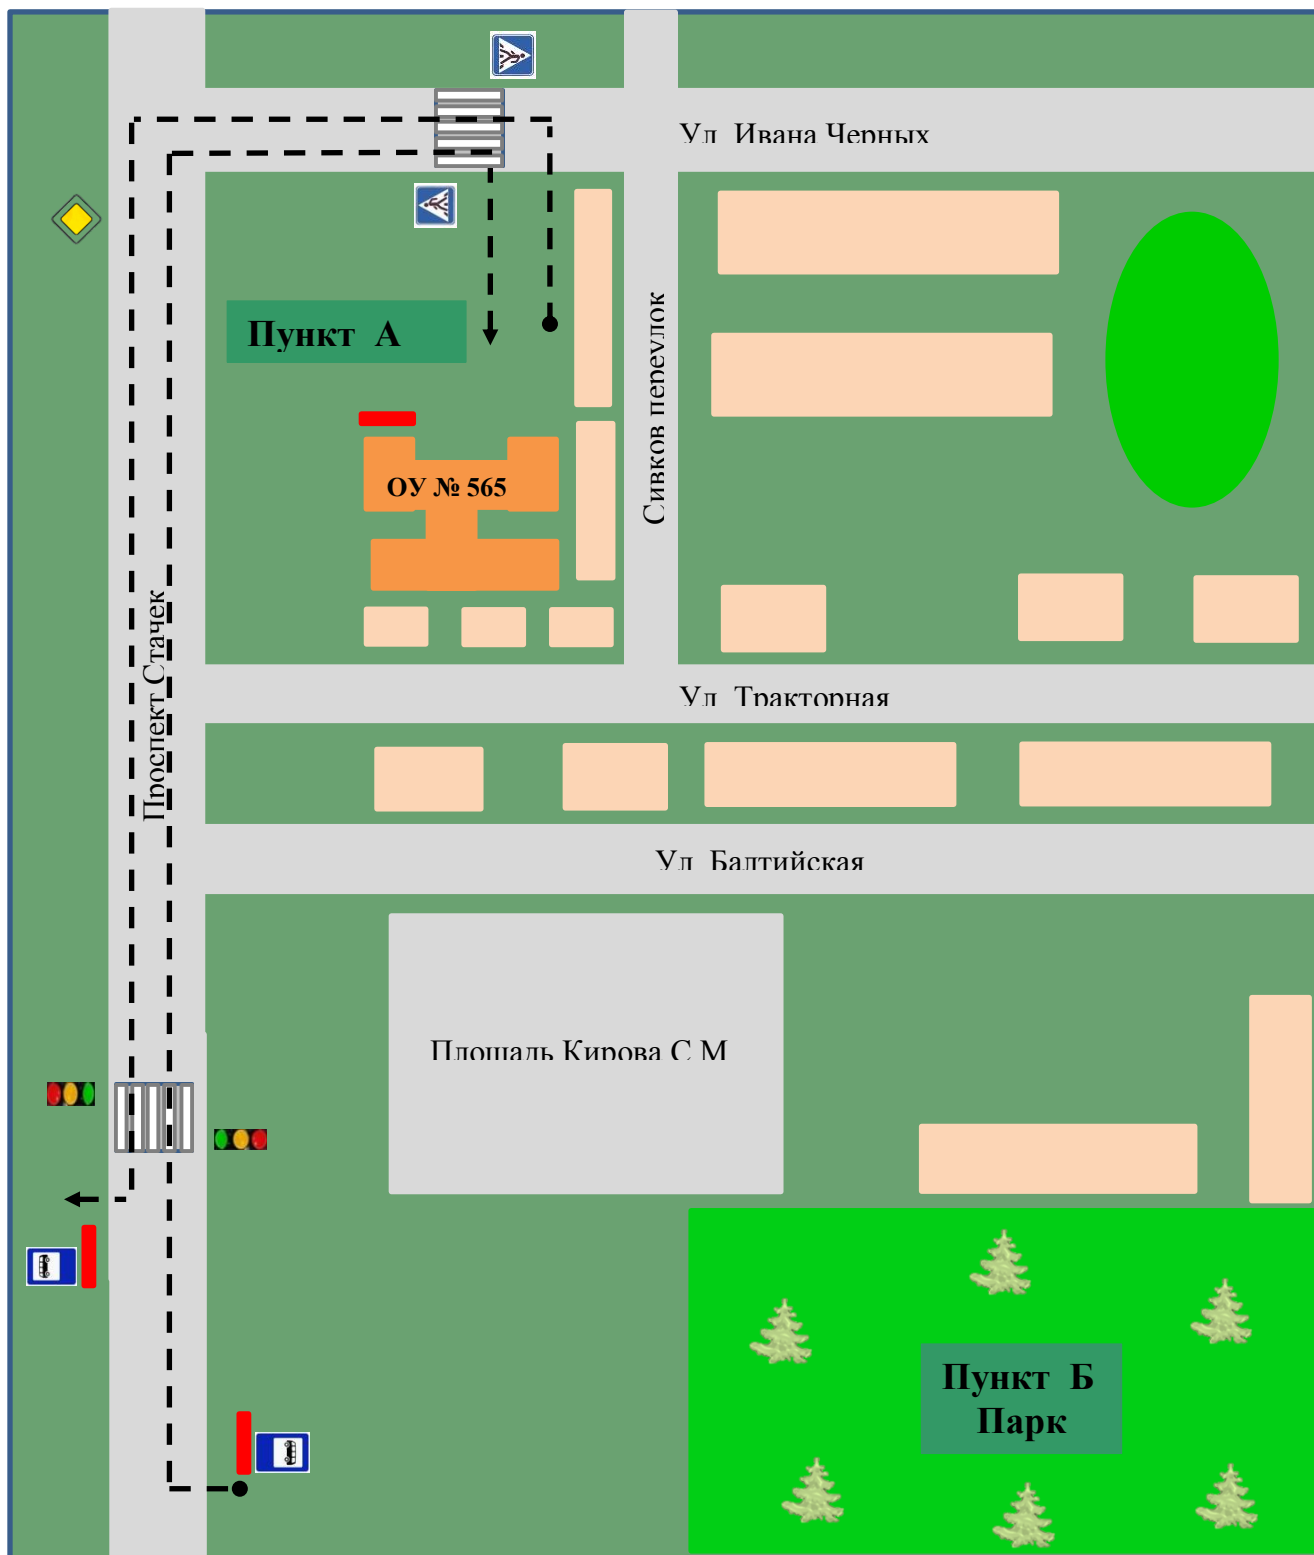 Ул Ивана Черных
Пункт А
Сивков переулок
ОУ № 565
Проспект Стачек
Ул Тракторная
Ул Балтийская
Площадь Кирова С М
Пункт Б
Парк